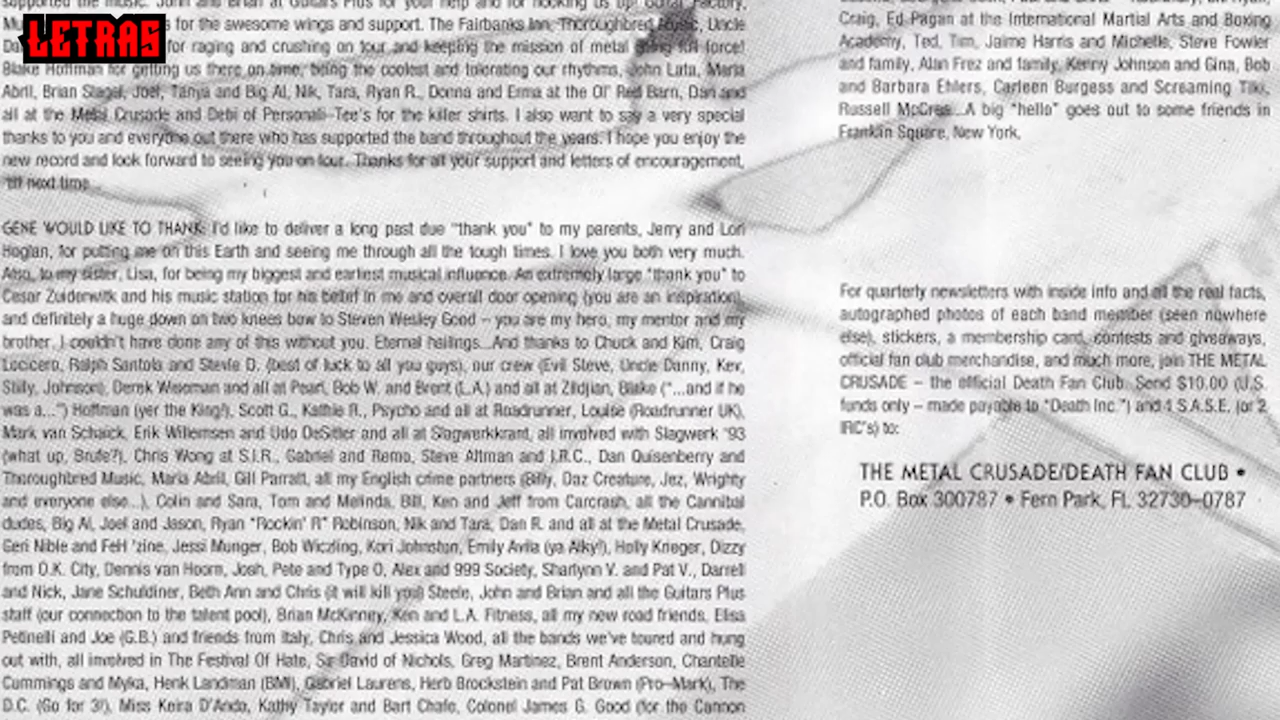 LETRAS
supported the music. John and Brian at Guitars Plus for your help and for hooking us up! Guitar Factory,
s for the awesome wings and support. The Fairbanks Inn, Thoroughbred Music, Uncle
for raging and crushing on tour and keeping the mission of metal going full force!
Blake Hoffman for getting us there on time, being the coolest and tolerating our rhythms, John Lata, Maria
Abril, Brian Slagel, Joel, Tanya and Big Al, Nik, Tara, Ryan R., Donna and Erma at the Ol' Red Barn, Dan and
all at the Metal Crusade and Debi of Personali-Tee's for the killer shirts. I also want to say a very special
thanks to you and everyone out there who has supported the band throughout the years. I hope you enjoy the
new record and look forward to seeing you on tour. Thanks for all your support and letters of encouragement,
'till next time...
GENE WOULD LIKE TO THANK: I'd like to deliver a long past due "thank you" to my parents, Jerry and Lori
Hoglan, for putting me on this Earth and seeing me through all the tough times. I love you both very much.
Also, to my sister, Lisa, for being my biggest and earliest musical influence. An extremely large "thank you" to
Cesar Zuiderwijk and his music station for his belief in me and overall door opening (you are an inspiration),
and definitely a huge down on two knees bow to Steven Wesley Good – you are my hero, my mentor and my
brother, I couldn't have done any of this without you. Eternal hailings...And thanks to Chuck and Kim, Craig
Locicero, Ralph Santolla and Stevie D. (best of luck to all you guys), our crew (Evil Steve, Uncle Danny, Kev,
Stilly, Johnson), Derek Wiseman and all at Pearl, Bob W. and Brent (L.A.) and all at Zildjian, Blake ("...and if he
was a...") Hoffman (yer the King!), Scott G., Kathie R., Psycho and all at Roadrunner, Louise (Roadrunner UK),
Mark van Schaick, Erik Willemsen and Udo DeSitter and all at Slagwerkkrant, all involved with Slagwerk '93
(what up, Brute?), Chris Wong at S.I.R., Gabriel and Remo, Steve Altman and I.R.C., Dan Quisenberry and
Thoroughbred Music, Maria Abril, Gill Parratt, all my English crime partners (Billy, Daz Creature, Jez, Wrighty
and everyone else...), Colin and Sara, Tom and Melinda, Bill, Ken and Jeff from Carcrash, all the Cannibal
dudes, Big Al, Joel and Jason, Ryan "Rockin' R" Robinson, Nik and Tara, Dan R. and all at the Metal Crusade,
Geri Nible and FeH 'zine, Jessi Munger, Bob Wiczling, Kori Johnston, Emily Avila (ya Alky!), Holly Krieger, Dizzy
from O.K. City, Dennis van Hoorn, Josh, Pete and Type O, Alex and 999 Society, Sharlynn V. and Pat V., Darrell
and Nick, Jane Schuldiner, Beth Ann and Chris (it will kill you) Steele, John and Brian and all the Guitars Plus
staff (our connection to the talent pool), Brian McKinney, Ken and L.A. Fitness, all my new road friends, Elisa
Petinelli and Joe (G.B.) and friends from Italy, Chris and Jessica Wood, all the bands we've toured and hung
out with, all involved in The Festival Of Hate, Sir David of Nichols, Greg Martinez, Brent Anderson, Chantelle
Cummings and Myka, Henk Landman (BMI), Gabriel Laurens, Herb Brockstein and Pat Brown (Pro-Mark), The
D.C. (Go for 3!), Miss Keira D'Anda, Kathy Taylor and Bart Chafe, Colonel James G. Good (for the Cannon
Craig, Ed Pagan at the International Martial Arts and Boxing
Academy, Ted, Tim, Jaime Harris and Michelle, Steve Fowler
and family, Alan Frez and family, Kenny Johnson and Gina, Bob
and Barbara Ehlers, Carleen Burgess and Screaming Tiki,
Russell McCrea...A big "hello" goes out to some friends in
Franklin Square, New York.
For quarterly newsletters with inside info and all the real facts,
autographed photos of each band member (seen nowhere
else), stickers, a membership card, contests and giveaways,
official fan club merchandise, and much more, join THE METAL
CRUSADE – the official Death Fan Club. Send $10.00 (U.S.
funds only – made payable to "Death Inc.") and 1 S.A.S.E. (or 2
IRC's) to:
THE METAL CRUSADE/DEATH FAN CLUB •
P.O. Box 300787 • Fern Park, FL 32730-0787